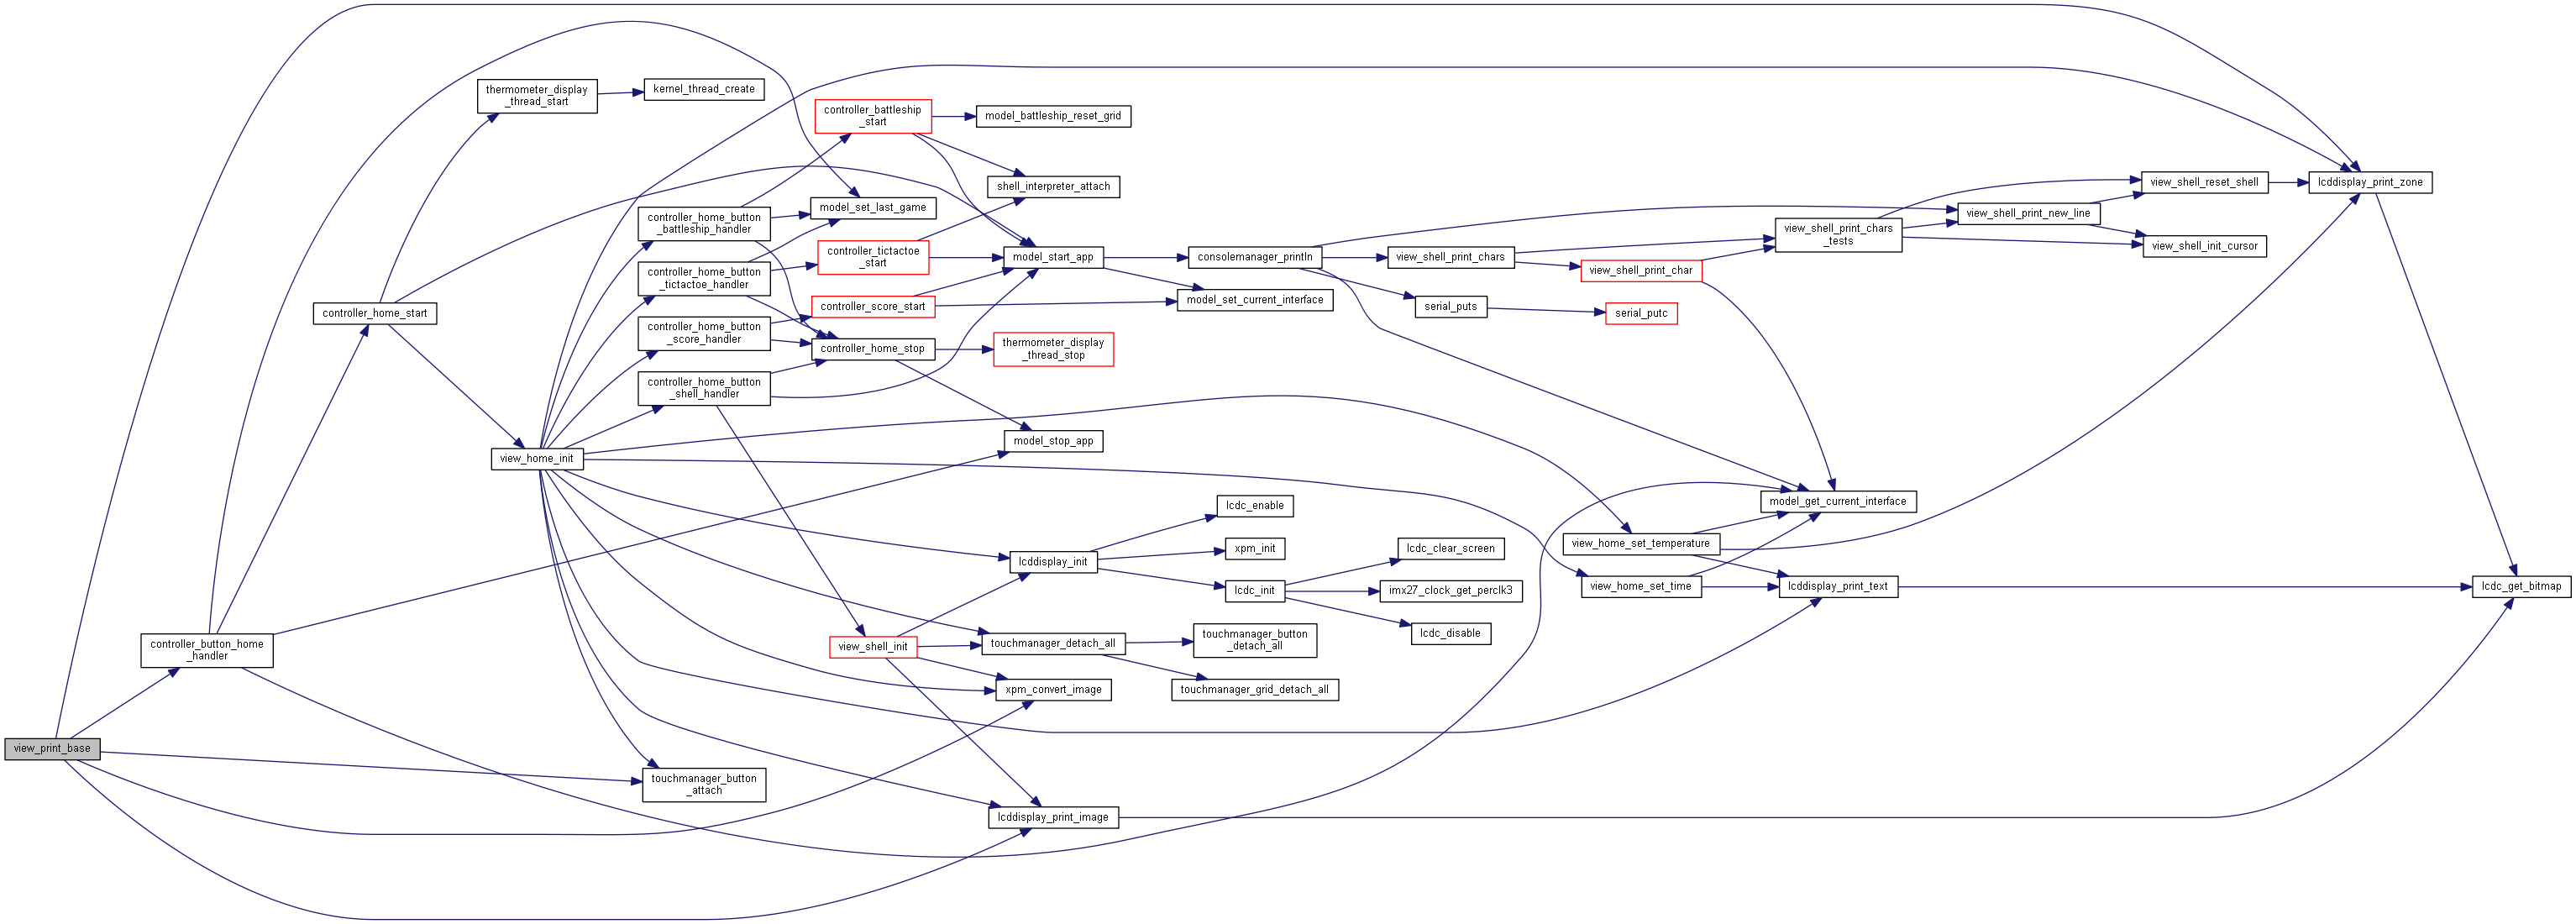 view_print_base
controller_button_home
_handler
controller_home_start
thermometer_display
_thread_start
kernel_thread_create
view_home_init
controller_home_button
_battleship_handler
controller_home_button
_tictactoe_handler
controller_home_button
_score_handler
controller_home_button
_shell_handler
touchmanager_button
_attach
controller_battleship
_start
model_set_last_game
controller_tictactoe
_start
controller_score_start
controller_home_stop
view_shell_init
model_battleship_reset_grid
shell_interpreter_attach
model_start_app
thermometer_display
_thread_stop
model_stop_app
lcddisplay_init
touchmanager_detach_all
xpm_convert_image
lcddisplay_print_image
consolemanager_println
model_set_current_interface
lcdc_enable
xpm_init
lcdc_init
touchmanager_button
_detach_all
touchmanager_grid_detach_all
view_shell_print_chars
serial_puts
lcdc_clear_screen
imx27_clock_get_perclk3
lcdc_disable
view_shell_print_char
serial_putc
view_home_set_temperature
view_home_set_time
view_shell_print_chars
_tests
model_get_current_interface
lcddisplay_print_text
view_shell_print_new_line
view_shell_reset_shell
view_shell_init_cursor
lcddisplay_print_zone
lcdc_get_bitmap